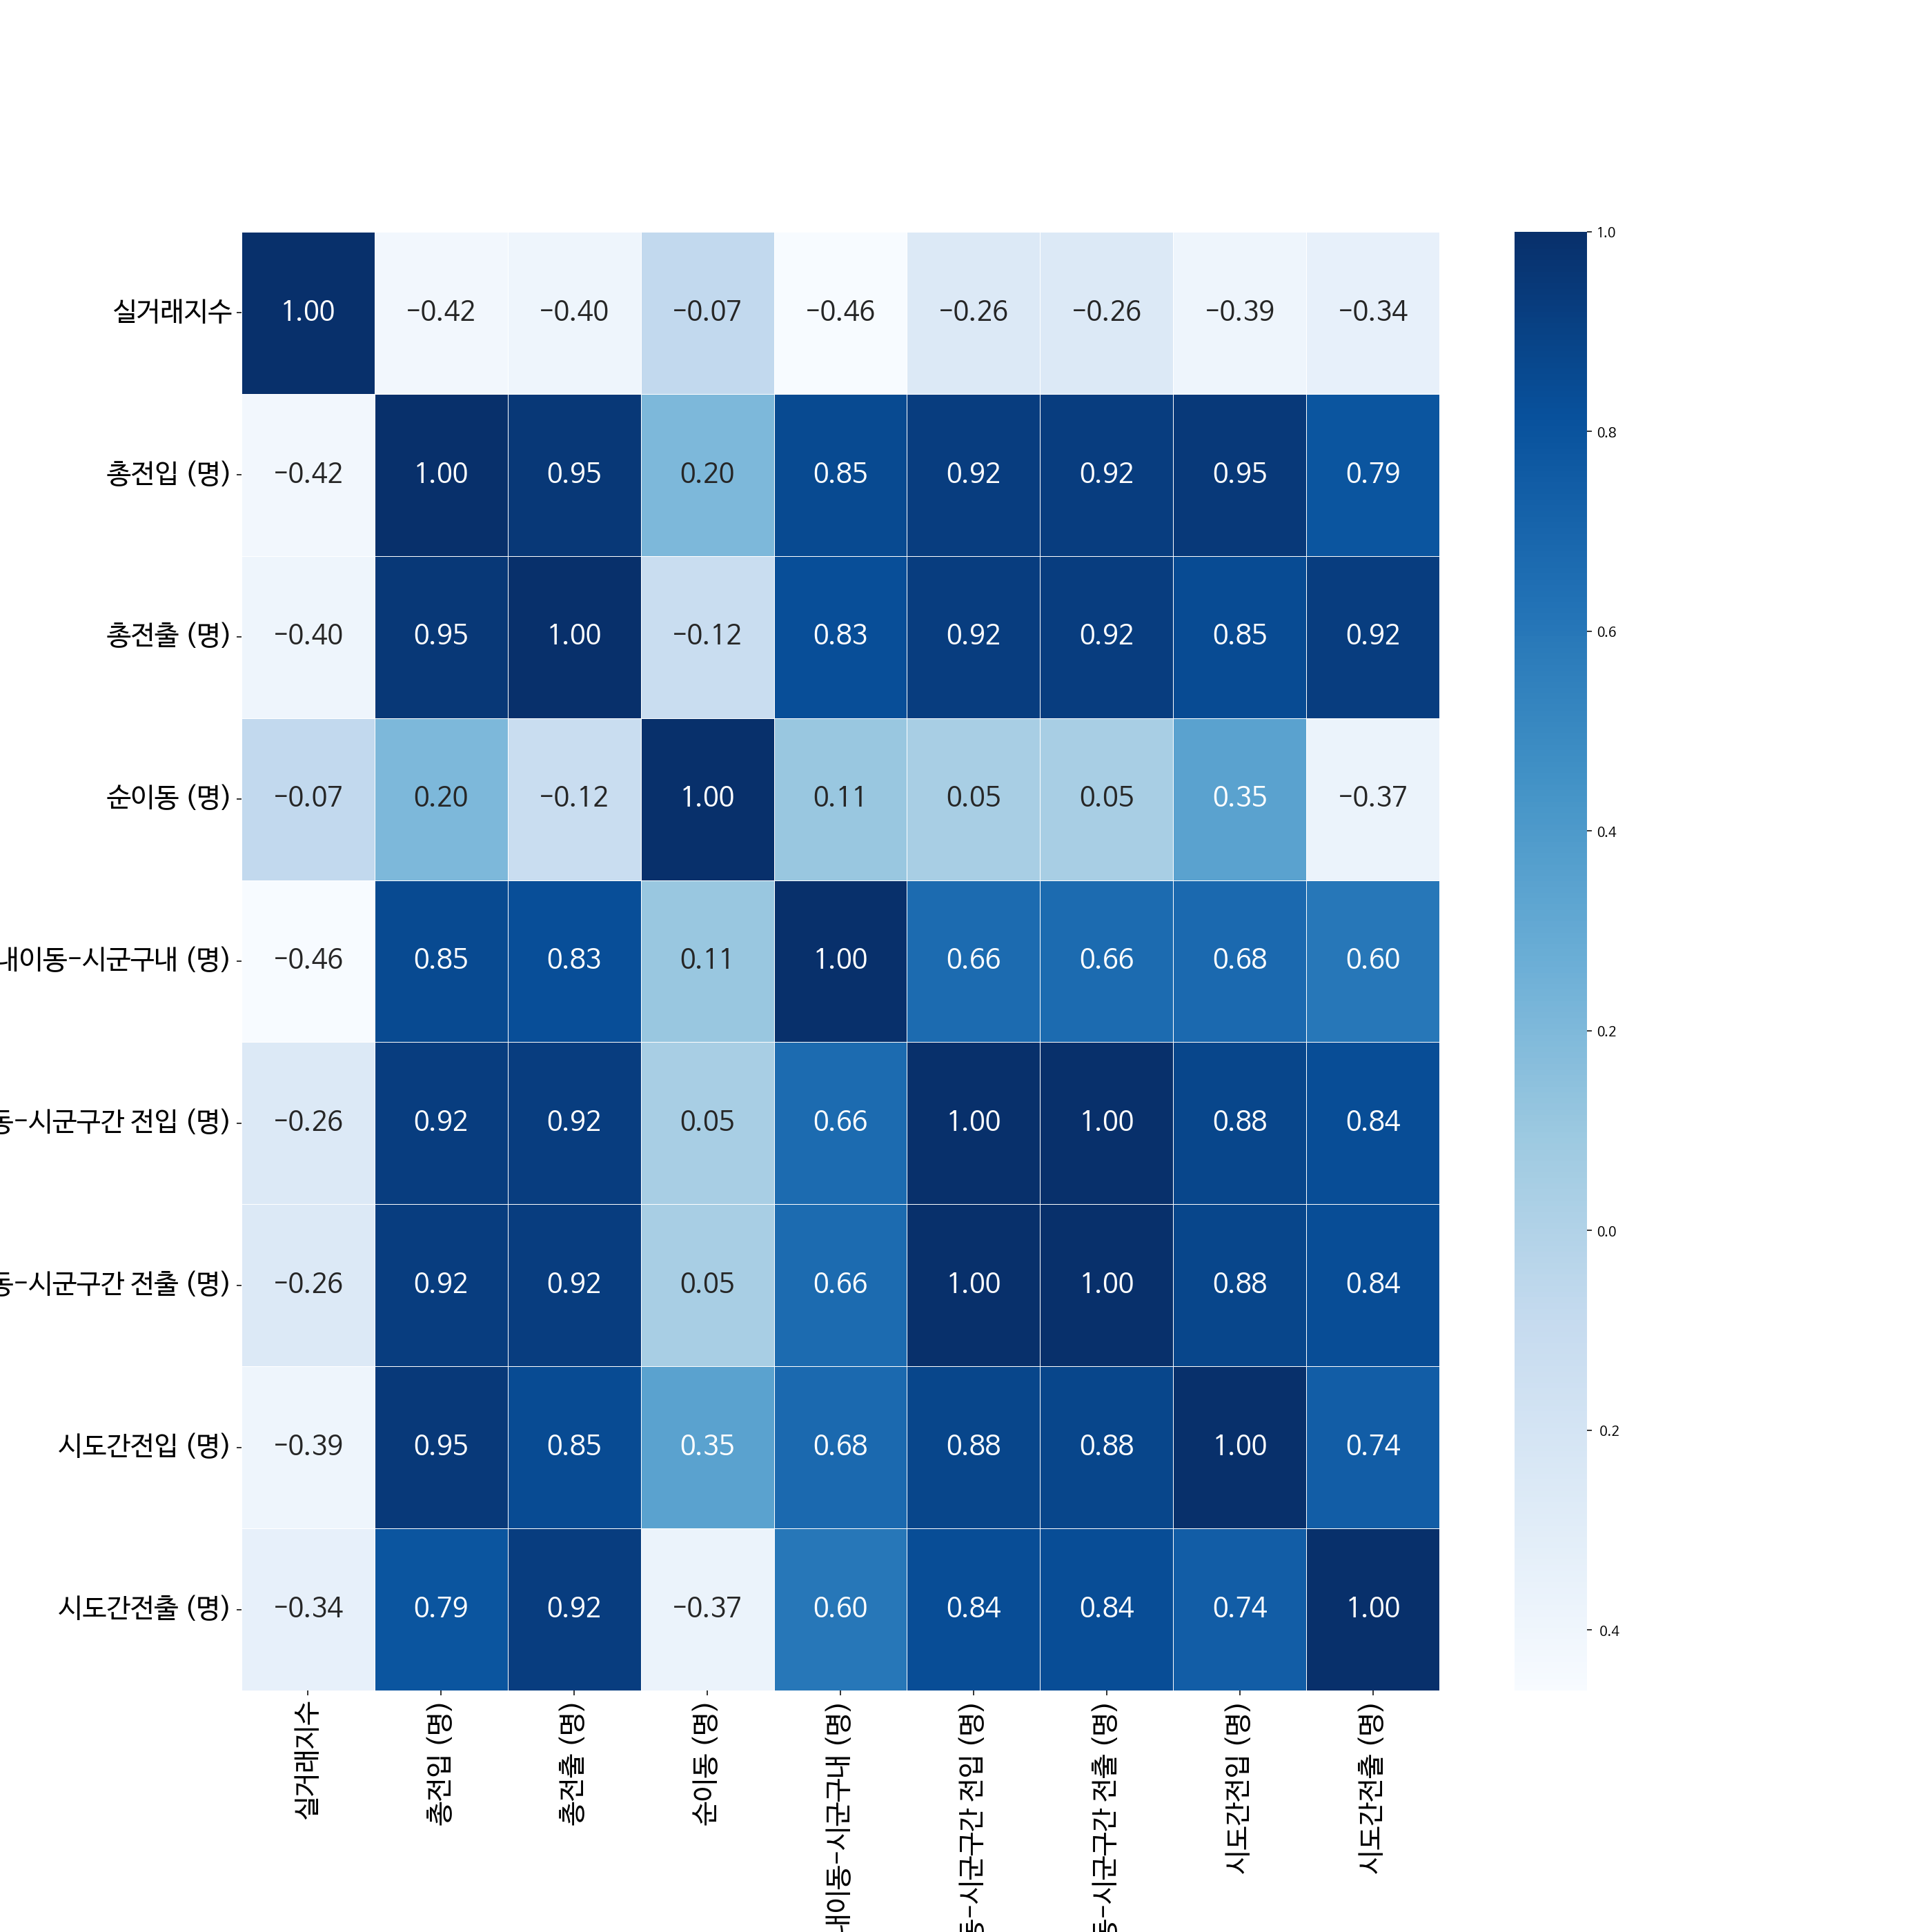 실거래지수 1.00 −0.42 −0.40 −0.07 −0.46 −0.26 −0.26 −0.39 −0.34
총전입 (명) −0.42 1.00 0.95 0.20 0.85 0.92 0.92 0.95 0.79
총전출 (명) −0.40 0.95 1.00 −0.12 0.83 0.92 0.92 0.85 0.92
순이동 (명) −0.07 0.20 −0.12 1.00 0.11 0.05 0.05 0.35 −0.37
내이동-시군구내 (명) −0.46 0.85 0.83 0.11 1.00 0.66 0.66 0.68 0.60
동-시군구간 전입 (명) −0.26 0.92 0.92 0.05 0.66 1.00 1.00 0.88 0.84
동-시군구간 전출 (명) −0.26 0.92 0.92 0.05 0.66 1.00 1.00 0.88 0.84
시도간전입 (명) −0.39 0.95 0.85 0.35 0.68 0.88 0.88 1.00 0.74
시도간전출 (명) −0.34 0.79 0.92 −0.37 0.60 0.84 0.84 0.74 1.00
실거래지수
총전입 (명)
총전출 (명)
순이동 (명)
내이동-시군구내 (명)
동-시군구간 전입 (명)
동-시군구간 전출 (명)
시도간전입 (명)
시도간전출 (명)
1.0
0.8
0.6
0.4
0.2
0.0
0.2
0.4